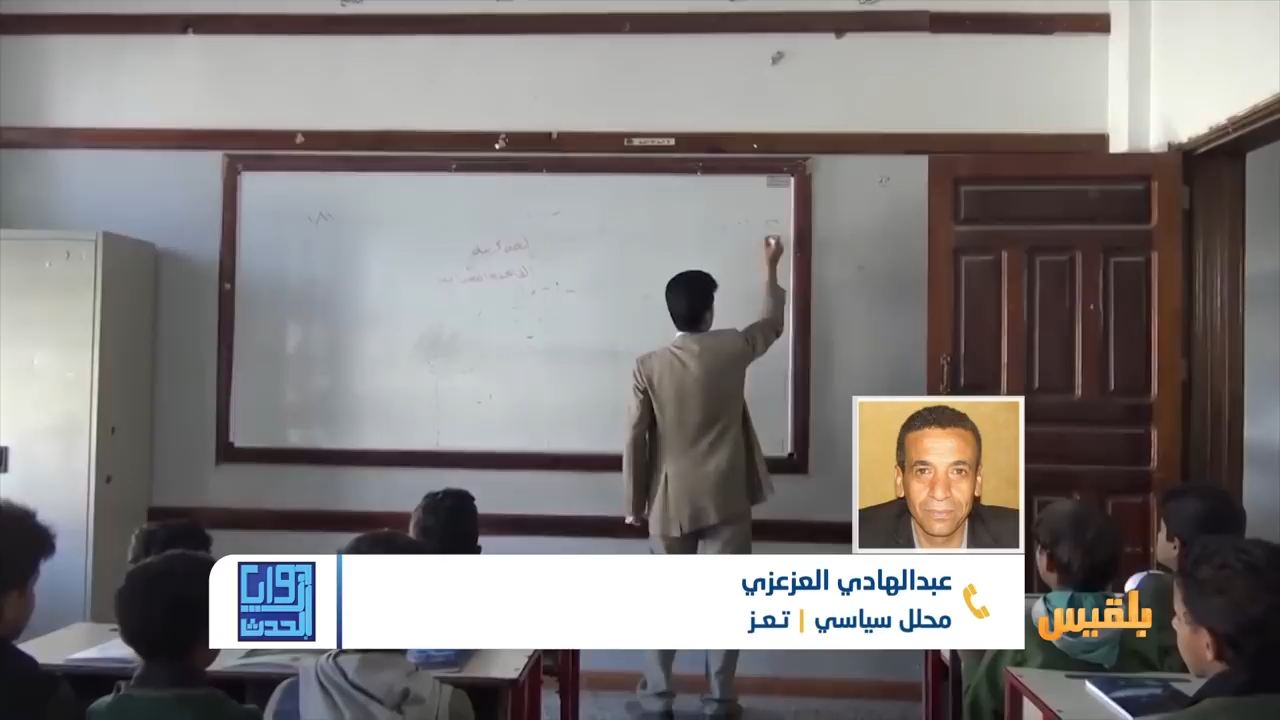 عبدالهادي العزعزي
محلل سياسي | تعز
زوايا الحدث
بلقيس